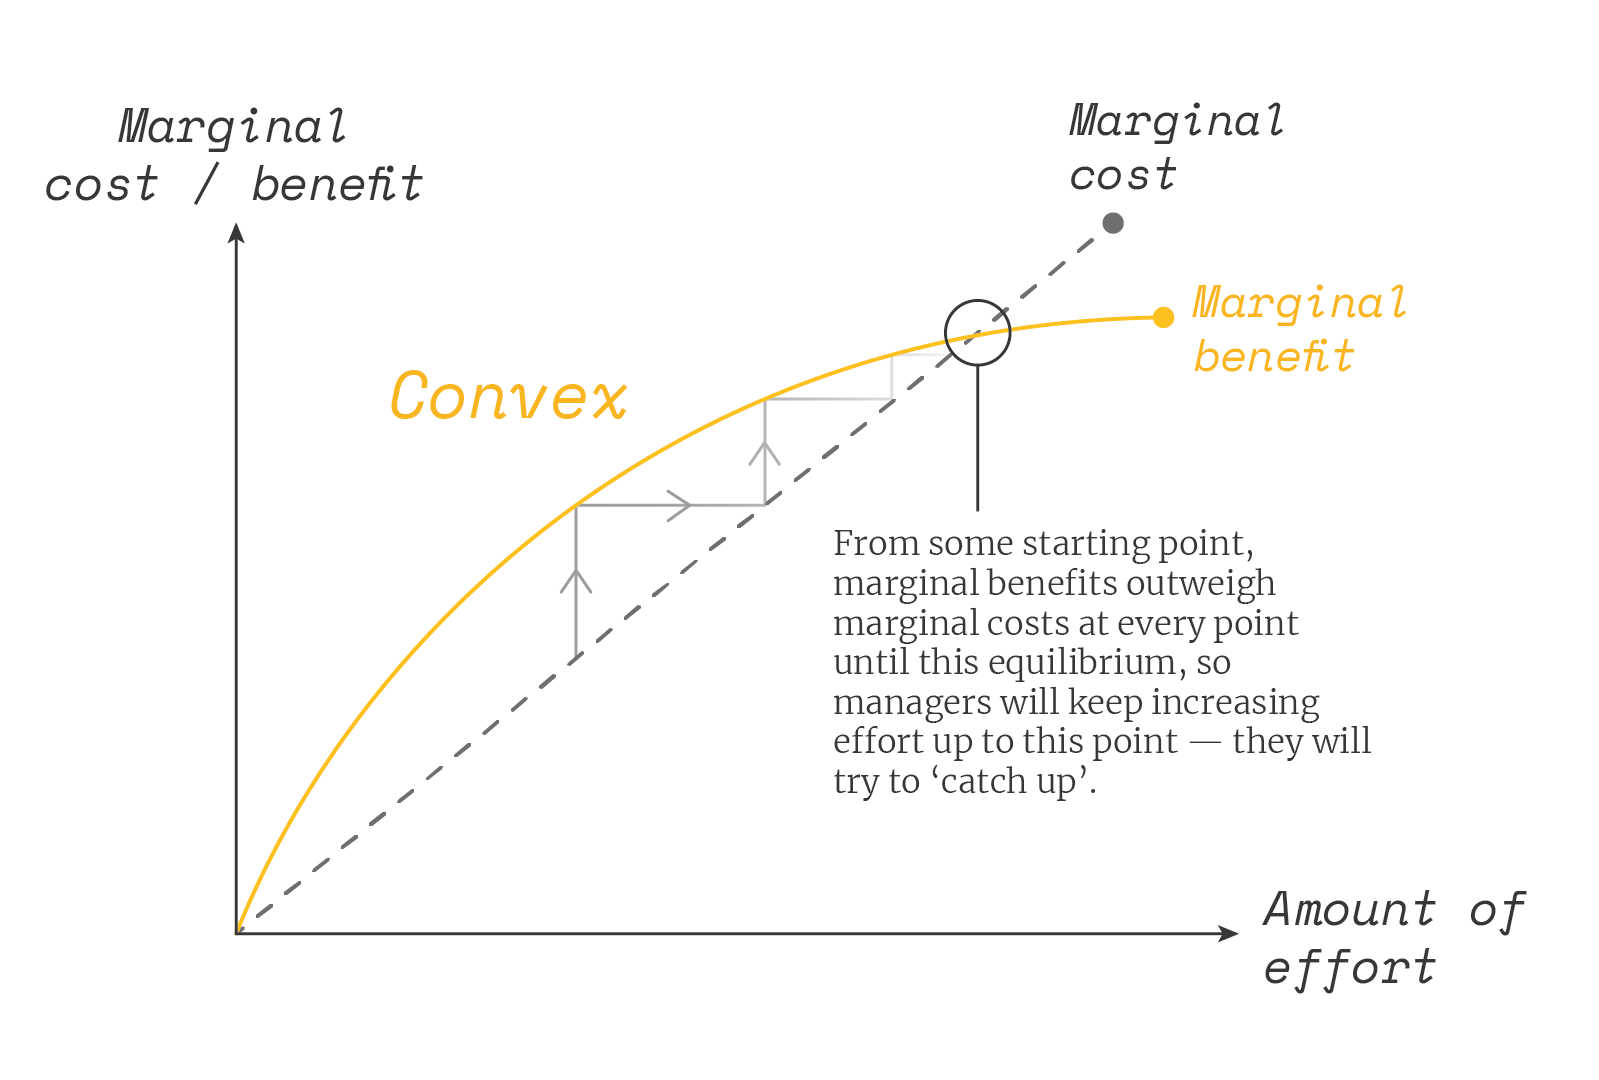 Marginal
cost / benefit
Marginal
cost
Marginal
benefit
Convex
From some starting point,
marginal benefits outweigh
marginal costs at every point
until this equilibrium, so
managers will keep increasing
effort up to this point — they will
try to ‘catch up’.
Amount of
effort